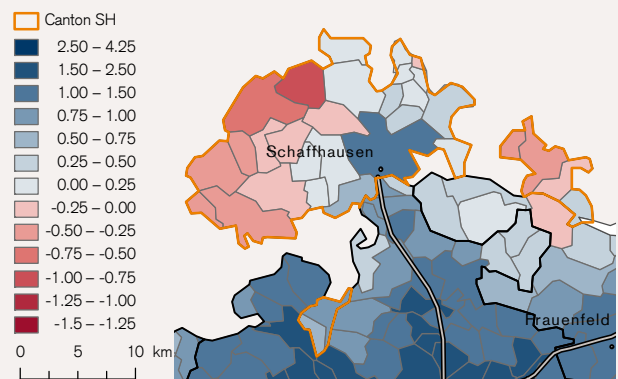 Canton SH
2.50 – 4.25
1.50 – 2.50
1.00 – 1.50
0.75 – 1.00
0.50 – 0.75
0.25 – 0.50
0.00 – 0.25
-0.25 – 0.00
-0.50 – -0.25
-0.75 – -0.50
-1.00 – -0.75
-1.25 – -1.00
-1.5 – -1.25
0 5 10 km
Schaffhausen
Frauenfeld